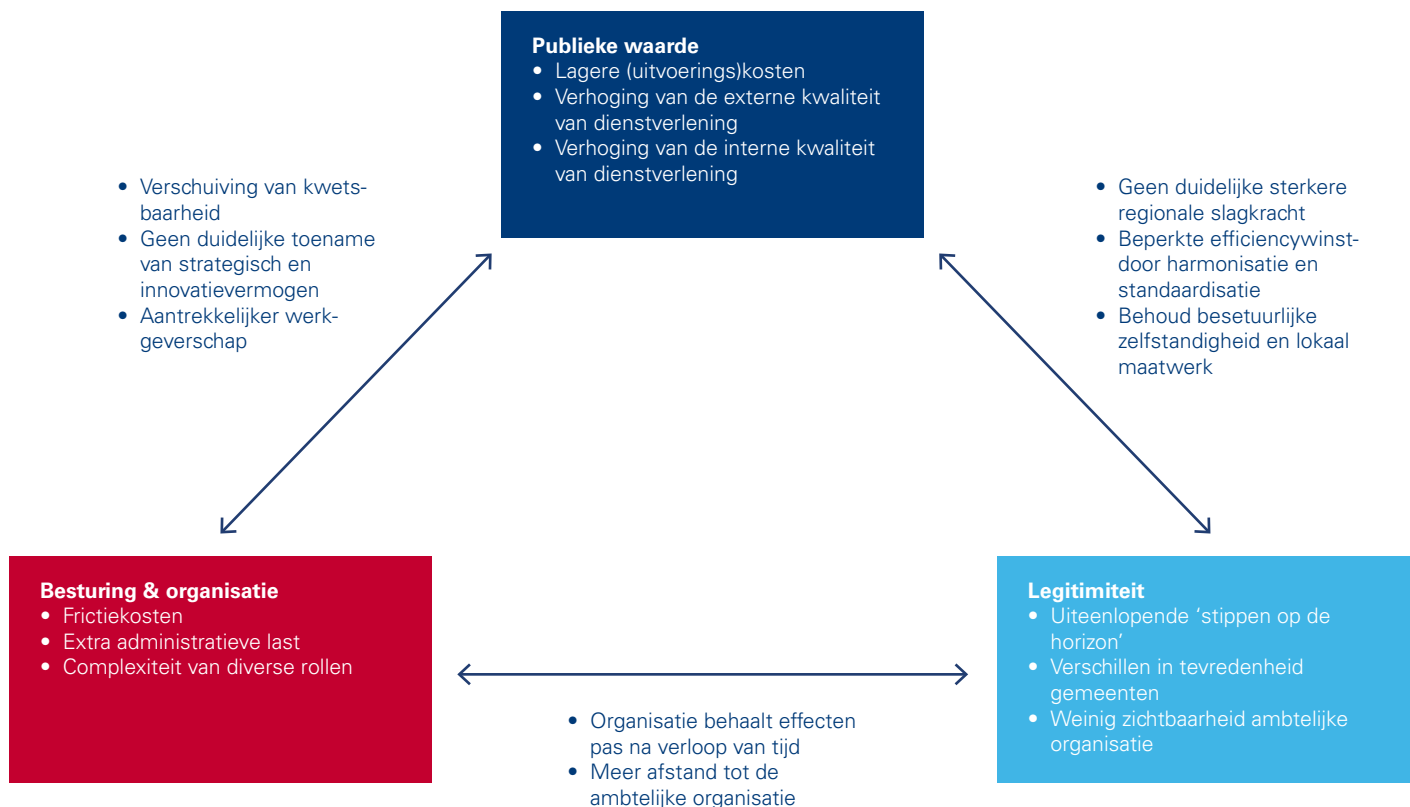 Publieke waarde
• Lagere (uitvoerings)kosten
• Verhoging van de externe kwaliteit
van dienstverlening
• Verhoging van de interne kwaliteit
van dienstverlening
• Verschuiving van kwets-
baarheid
• Geen duidelijke toename
van strategisch en
innovatievermogen
• Aantrekkelijker werk-
geverschap
• Geen duidelijke sterkere
regionale slagkracht
• Beperkte efficiencywinst-
door harmonisatie en
standaardisatie
• Behoud besetuurlijke
zelfstandigheid en lokaal
maatwerk
Besturing & organisatie
• Frictiekosten
• Extra administratieve last
• Complexiteit van diverse rollen
Legitimiteit
• Uiteenlopende ‘stippen op de
horizon’
• Verschillen in tevredenheid
gemeenten
• Weinig zichtbaarheid ambtelijke
organisatie
• Organisatie behaalt effecten
pas na verloop van tijd
• Meer afstand tot de
ambtelijke organisatie